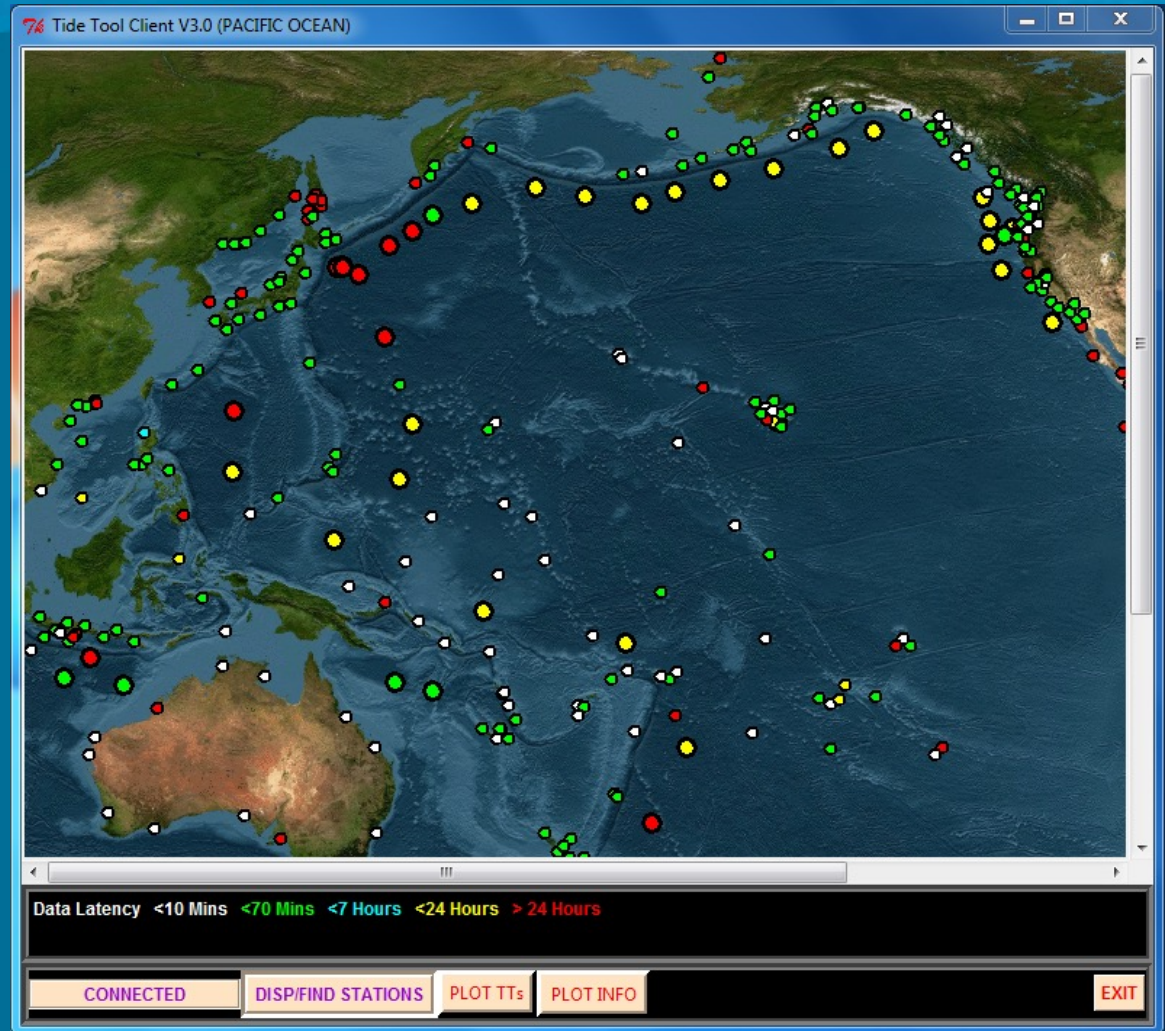 Tide Tool Client V3.0 (PACIFIC OCEAN)
Data Latency <10 Mins <70 Mins <7 Hours <24 Hours > 24 Hours
CONNECTED DISP/FIND STATIONS PLOT TTs PLOT INFO EXIT